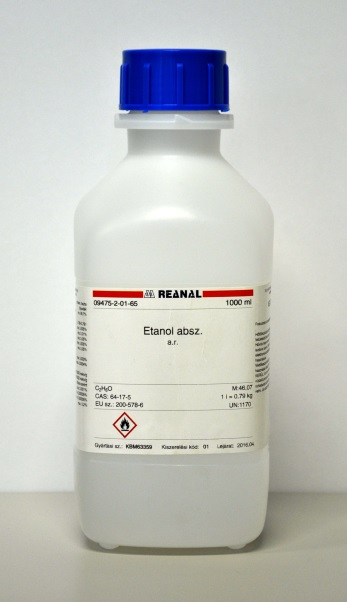 REANAL
09475-2-01-65 1000 ml
Etanol absz.
a.r.
C₂H₆O M:46,07
CAS: 64-17-5 1 l = 0.79 kg
EU sz.: 200-578-6 UN:1170
Gyártási sz.: KBM63359 Kiszerelési kód: 01 Lejárat: 2016.04.